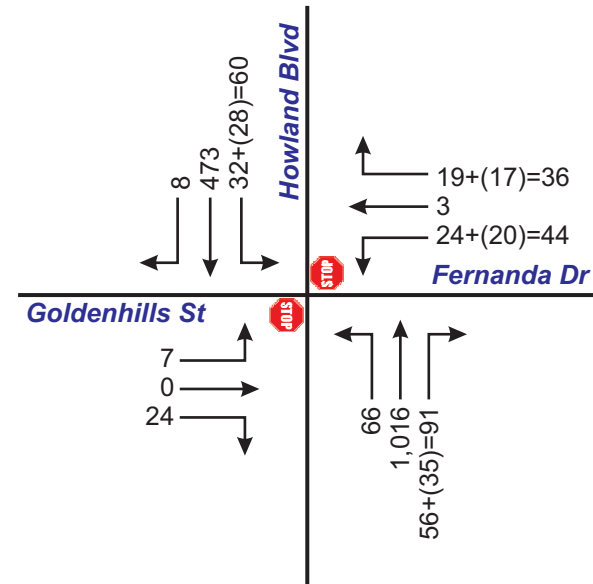 Howland Blvd
8
473
32+(28)=60
19+(17)=36
3
24+(20)=44
STOP
Fernanda Dr
Goldenhills St
STOP
7
0
24
66
1,016
56+(35)=91